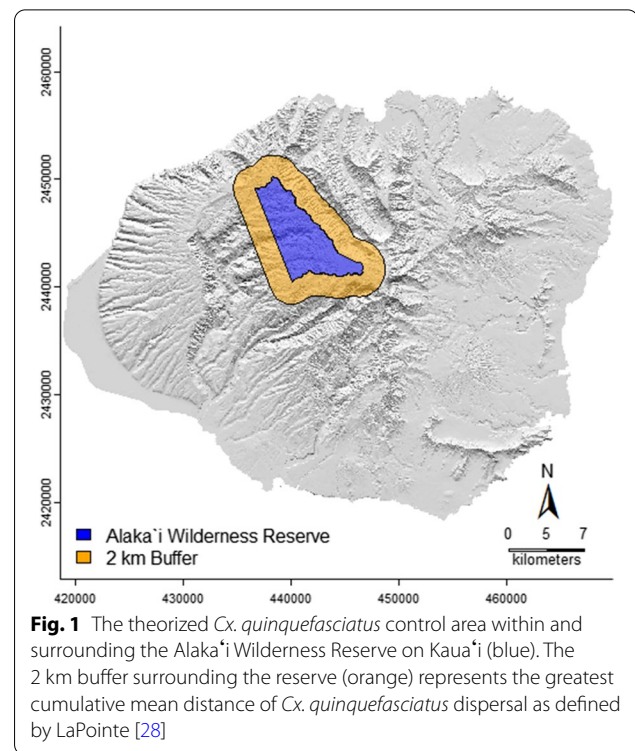 2460000
2450000
2440000
2430000
2420000
N
Alaka`i Wilderness Reserve
2 km Buffer
0 5 7
kilometers
420000 430000 440000 450000 460000
Fig. 1 The theorized Cx. quinquefasciatus control area within and
surrounding the Alakaʻi Wilderness Reserve on Kauaʻi (blue). The
2 km buffer surrounding the reserve (orange) represents the greatest
cumulative mean distance of Cx. quinquefasciatus dispersal as defined
by LaPointe [28]